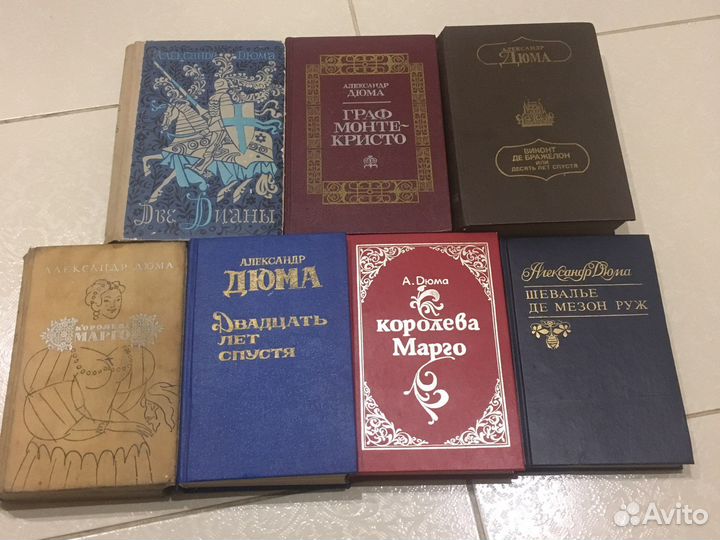 АЛЕКСАНДР ДЮМА
ДВЕ ДИАНЫ
АЛЕКСАНДР
ДЮМА
ГРАФ
МОНТЕ-
КРИСТО
АЛЕКСАНДР
ДЮМА
ВИКОНТ
ДЕ БРАЖЕЛОН
ИЛИ
ДЕСЯТЬ ЛЕТ СПУСТЯ
АЛЕКСАНДР ДЮМА
КОРОЛЕВА
МАРГО
АЛЕКСАНДР
ДЮМА
ДВАДЦАТЬ
ЛЕТ
СПУСТЯ
А. Дюма
королева
Марго
Александр Дюма
ШЕВАЛЬЕ
ДЕ МЕЗОН РУЖ
Avito